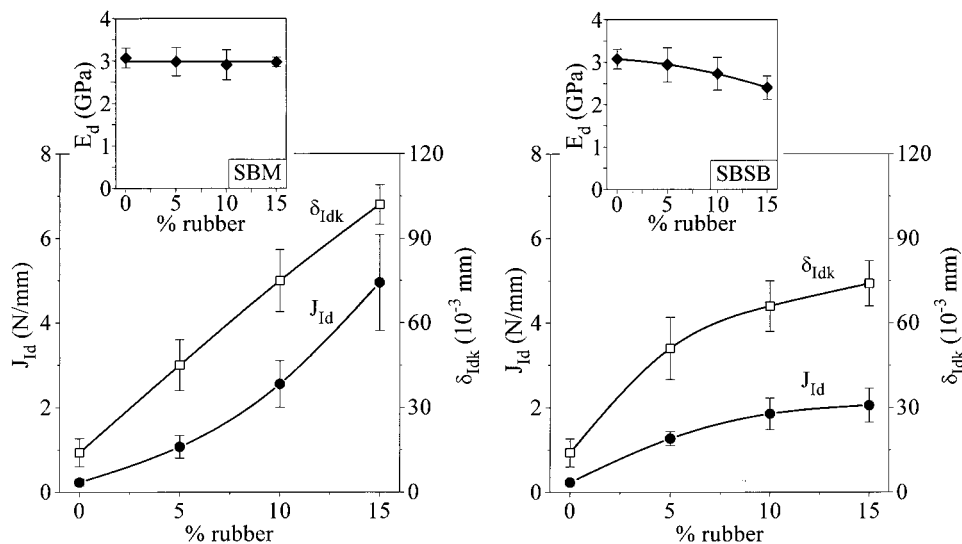 5
4
3
2
1
0
E_d (GPa)
SBM
0 5 10 15
% rubber
8
6
4
2
0
J_Id (N/mm)
δ_Idk
J_Id
120
90
60
30
0
δ_Idk (10⁻³ mm)
0 5 10 15
% rubber
5
4
3
2
1
0
E_d (GPa)
SBSB
0 5 10 15
% rubber
8
6
4
2
0
J_Id (N/mm)
δ_Idk
J_Id
120
90
60
30
0
δ_Idk (10⁻³ mm)
0 5 10 15
% rubber